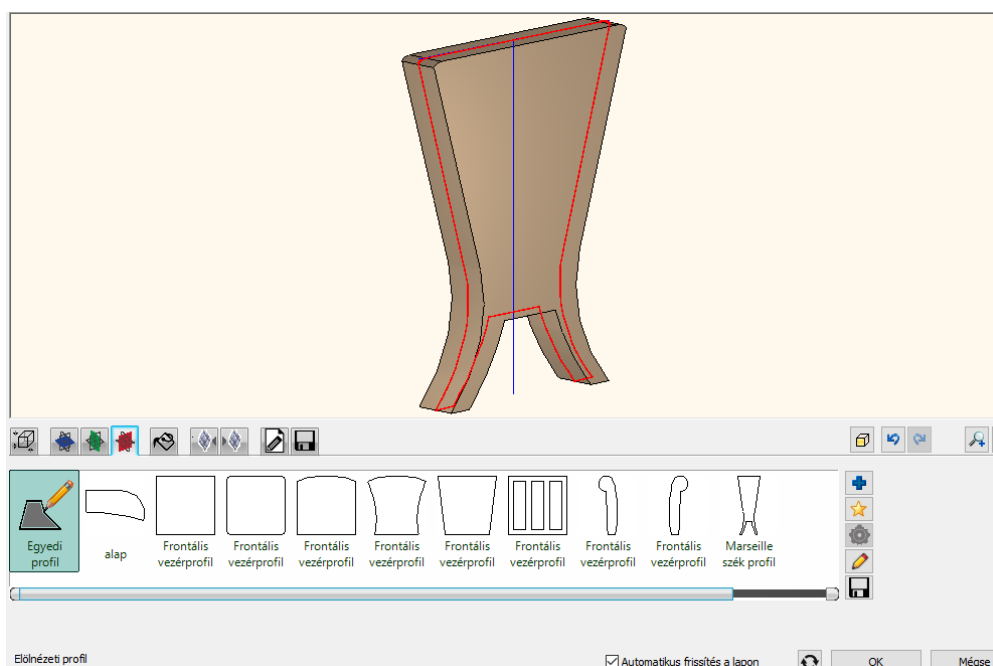 Egyedi
profil
alap
Frontális
vezérprofil
Frontális
vezérprofil
Frontális
vezérprofil
Frontális
vezérprofil
Frontális
vezérprofil
Frontális
vezérprofil
Frontális
vezérprofil
Frontális
vezérprofil
Marseille
szék profil
Elölnézeti profil
Automatikus frissítés a lapon
OK
Mégse